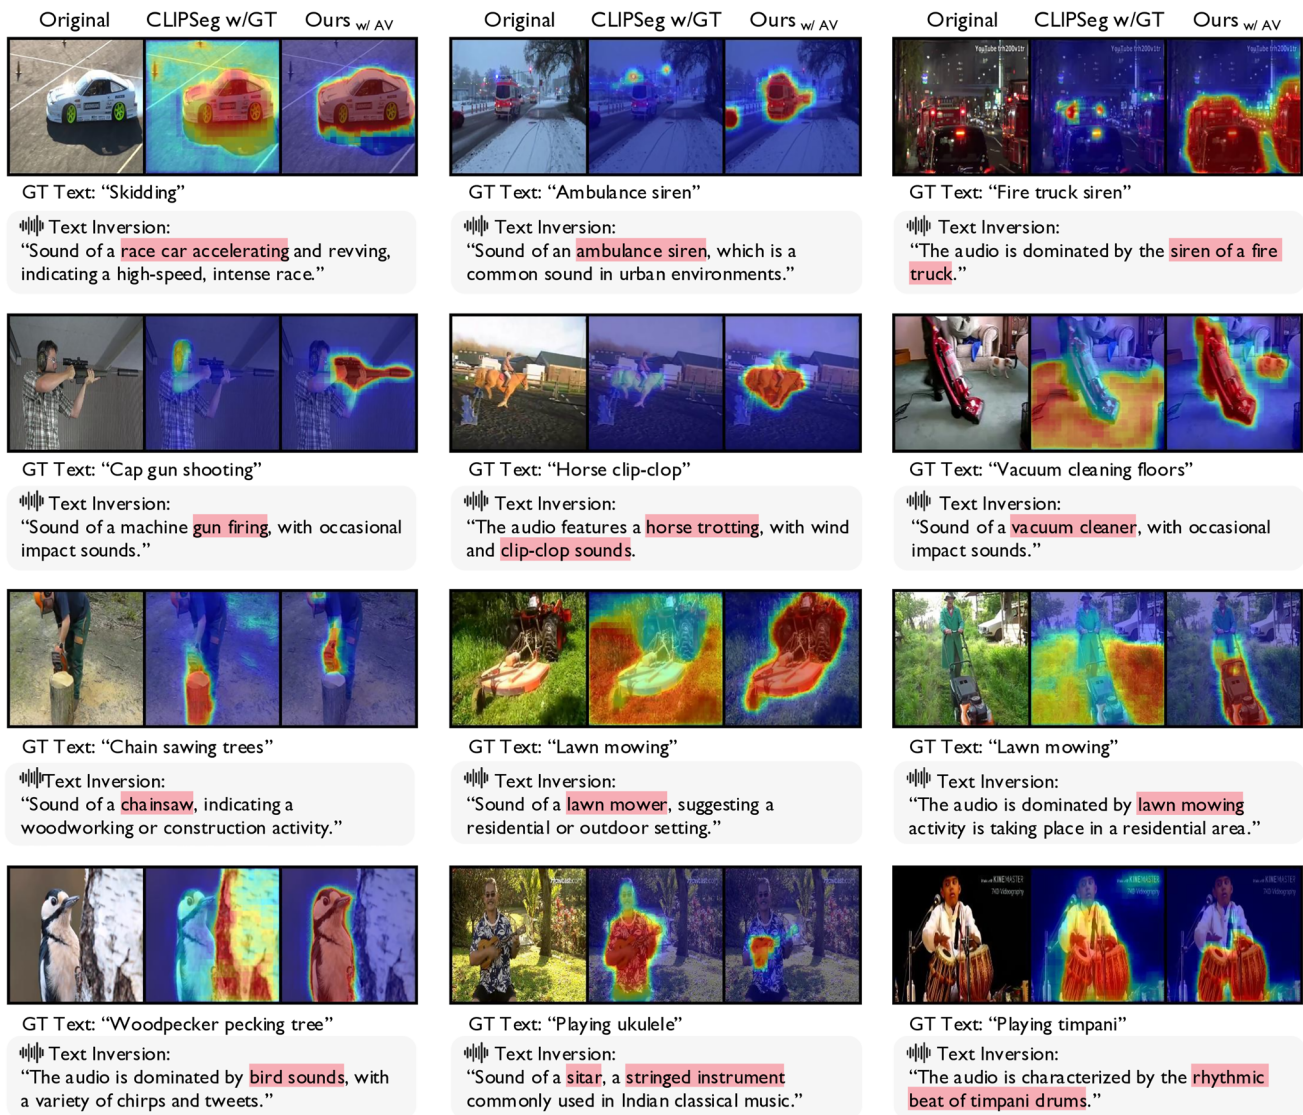 Original CLIPSeg w/GT Ours w/ AV
Original CLIPSeg w/GT Ours w/ AV
Original CLIPSeg w/GT Ours w/ AV
GT Text: “Skidding”
Text Inversion:
“Sound of a race car accelerating and revving,
indicating a high-speed, intense race.”
GT Text: “Ambulance siren”
Text Inversion:
“Sound of an ambulance siren, which is a
common sound in urban environments.”
GT Text: “Fire truck siren”
Text Inversion:
“The audio is dominated by the siren of a fire
truck.”
GT Text: “Cap gun shooting”
Text Inversion:
“Sound of a machine gun firing, with occasional
impact sounds.”
GT Text: “Horse clip-clop”
Text Inversion:
“The audio features a horse trotting, with wind
and clip-clop sounds.
GT Text: “Vacuum cleaning floors”
Text Inversion:
“Sound of a vacuum cleaner, with occasional
impact sounds.”
GT Text: “Chain sawing trees”
Text Inversion:
“Sound of a chainsaw, indicating a
woodworking or construction activity.”
GT Text: “Lawn mowing”
Text Inversion:
“Sound of a lawn mower, suggesting a
residential or outdoor setting.”
GT Text: “Lawn mowing”
Text Inversion:
“The audio is dominated by lawn mowing
activity is taking place in a residential area.”
KINEMASTER
KINEMASTER
KINEMASTER
GT Text: “Woodpecker pecking tree”
Text Inversion:
“The audio is dominated by bird sounds, with
a variety of chirps and tweets.”
GT Text: “Playing ukulele”
Text Inversion:
“Sound of a sitar, a stringed instrument
commonly used in Indian classical music.”
GT Text: “Playing timpani”
Text Inversion:
“The audio is characterized by the rhythmic
beat of timpani drums.”